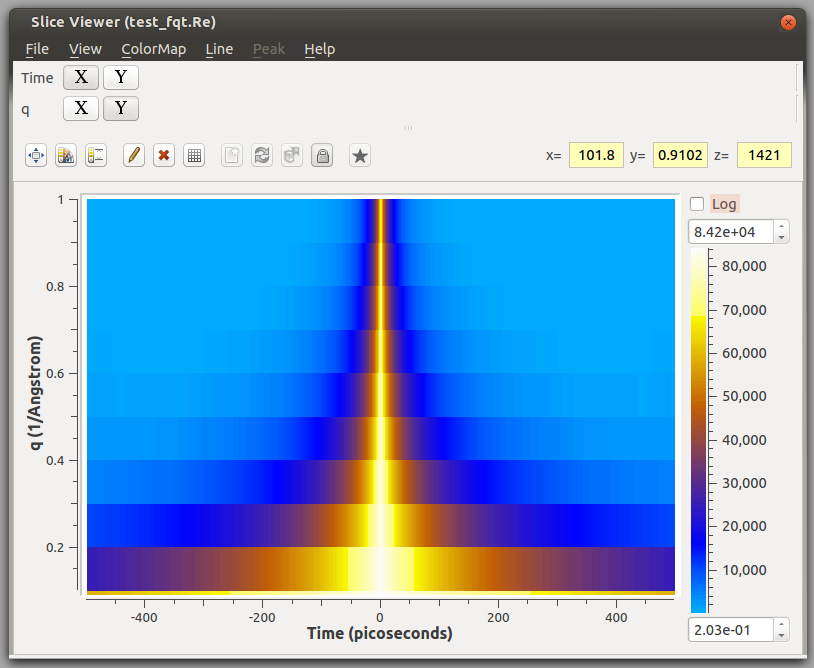 Slice Viewer (test_fqt.Re)
File View ColorMap Line Peak Help
Time X Y
q X Y
x= 101.8 y= 0.9102 z= 1421
Log
8.42e+04
1
0.8
0.6
0.4
0.2
q (1/Angstrom)
80,000
70,000
60,000
50,000
40,000
30,000
20,000
10,000
-400 -200 0 200 400
Time (picoseconds)
2.03e-01